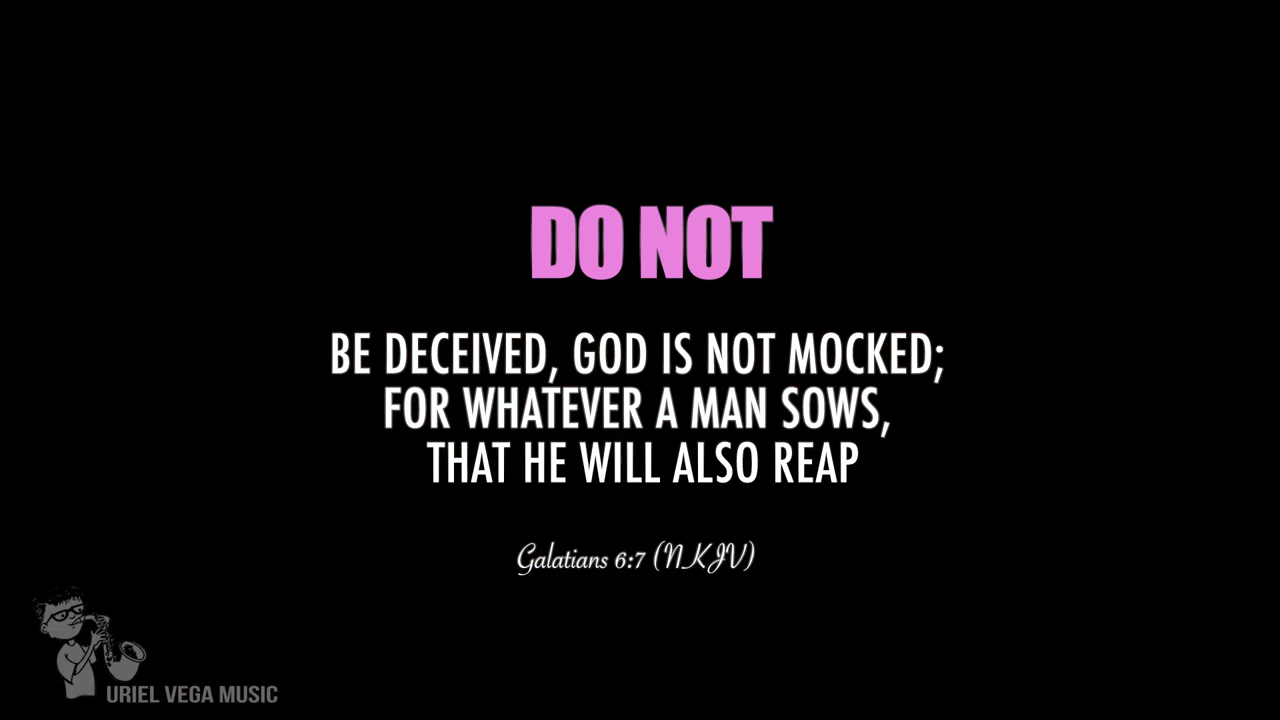 DO NOT
BE DECEIVED, GOD IS NOT MOCKED;
FOR WHATEVER A MAN SOWS,
THAT HE WILL ALSO REAP
Galatians 6:7 (NKJV)
URIEL VEGA MUSIC